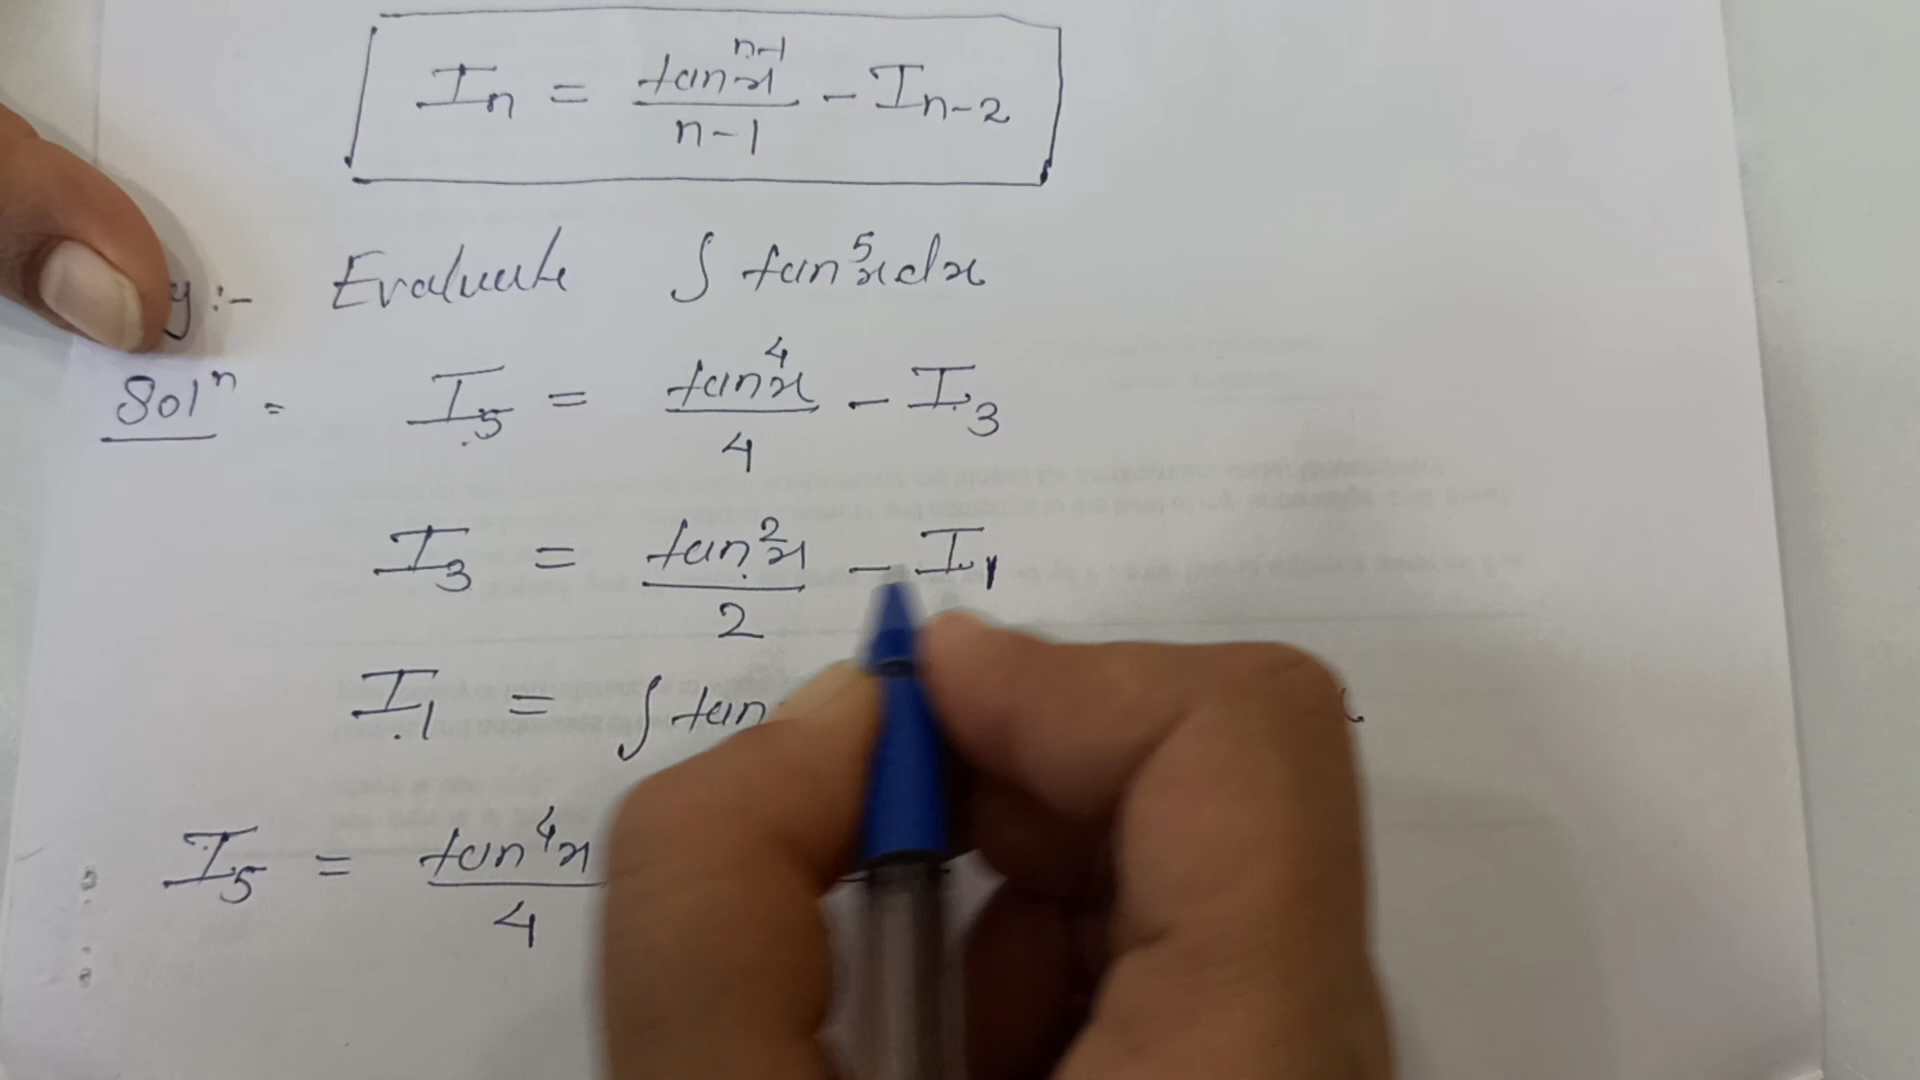 Iₙ = tanⁿ⁻¹x / n-1 - Iₙ₋₂
y:- Evaluate ∫ tan⁵x dx
Solⁿ = I₅ = tan⁴x / 4 - I₃
I₃ = tan²x / 2 - I₁
I₁ = ∫ tan
I₅ = tan⁴x / 4